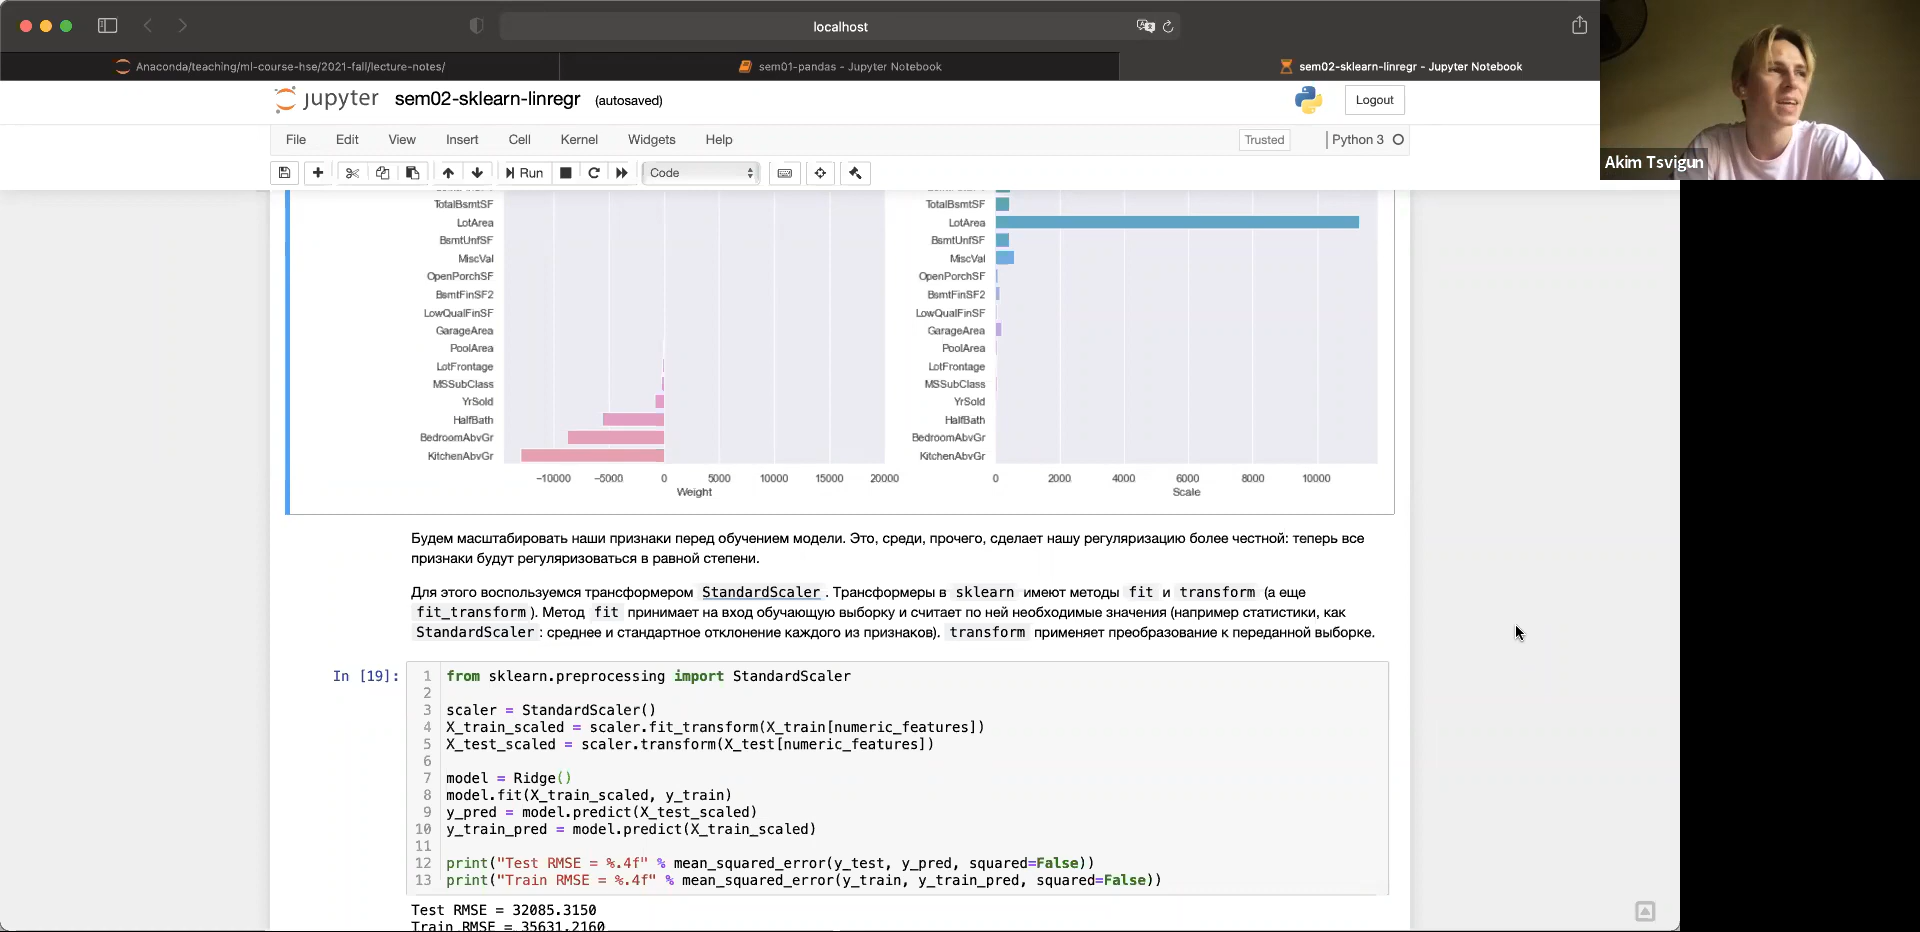 localhost
Anaconda/teaching/ml-course-hse/2021-fall/lecture-notes/
sem01-pandas - Jupyter Notebook
sem02-sklearn-linregr - Jupyter Notebook
jupyter sem02-sklearn-linregr (autosaved)
Logout
Akim Tsvigun
File Edit View Insert Cell Kernel Widgets Help
Trusted
Python 3
Run
Code
TotalBsmtSF
LotArea
BsmtUnfSF
MiscVal
OpenPorchSF
BsmtFinSF2
LowQualFinSF
GarageArea
PoolArea
LotFrontage
MSSubClass
YrSold
HalfBath
BedroomAbvGr
KitchenAbvGr
−10000 −5000 0 5000 10000 15000 20000
Weight
TotalBsmtSF
LotArea
BsmtUnfSF
MiscVal
OpenPorchSF
BsmtFinSF2
LowQualFinSF
GarageArea
PoolArea
LotFrontage
MSSubClass
YrSold
HalfBath
BedroomAbvGr
KitchenAbvGr
0 2000 4000 6000 8000 10000
Scale
Будем масштабировать наши признаки перед обучением модели. Это, среди, прочего, сделает нашу регуляризацию более честной: теперь все
признаки будут регуляризоваться в равной степени.
Для этого воспользуемся трансформером StandardScaler . Трансформеры в sklearn имеют методы fit и transform (а еще
fit_transform ). Метод fit принимает на вход обучающую выборку и считает по ней необходимые значения (например статистики, как
StandardScaler : среднее и стандартное отклонение каждого из признаков). transform применяет преобразование к переданной выборке.
In [19]:
1 from sklearn.preprocessing import StandardScaler
2
3 scaler = StandardScaler()
4 X_train_scaled = scaler.fit_transform(X_train[numeric_features])
5 X_test_scaled = scaler.transform(X_test[numeric_features])
6
7 model = Ridge()
8 model.fit(X_train_scaled, y_train)
9 y_pred = model.predict(X_test_scaled)
10 y_train_pred = model.predict(X_train_scaled)
11
12 print("Test RMSE = %.4f" % mean_squared_error(y_test, y_pred, squared=False))
13 print("Train RMSE = %.4f" % mean_squared_error(y_train, y_train_pred, squared=False))
Test RMSE = 32085.3150
Train RMSE = 35631.2160